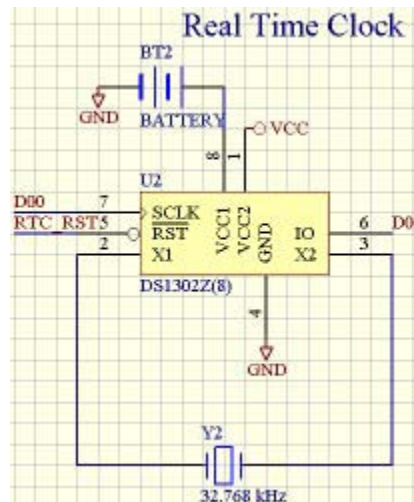 Real Time Clock
BT2
GND
BATTERY
VCC
8
1
U2
D00
7
SCLK
VCC1
VCC2
GND
IO
6
D0
RTC_RST
5
RST
2
X1
X2
3
DS1302Z(8)
4
GND
Y2
32.768 kHz